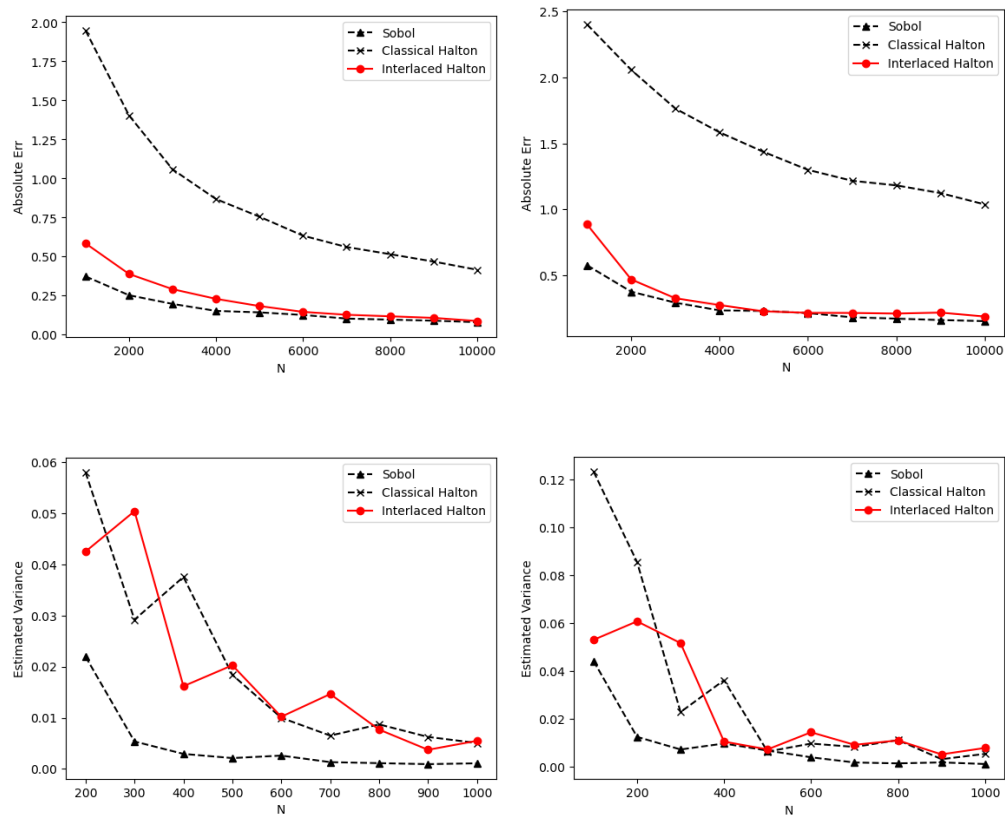 2.00
1.75
1.50
1.25
1.00
0.75
0.50
0.25
0.00
Absolute Err
2000
4000
6000
8000
10000
N
Sobol
Classical Halton
Interlaced Halton
2.5
2.0
1.5
1.0
0.5
Absolute Err
2000
4000
6000
8000
10000
N
Sobol
Classical Halton
Interlaced Halton
0.06
0.05
0.04
0.03
0.02
0.01
0.00
Estimated Variance
200
300
400
500
600
700
800
900
1000
N
Sobol
Classical Halton
Interlaced Halton
0.12
0.10
0.08
0.06
0.04
0.02
0.00
Estimated Variance
200
400
600
800
1000
N
Sobol
Classical Halton
Interlaced Halton